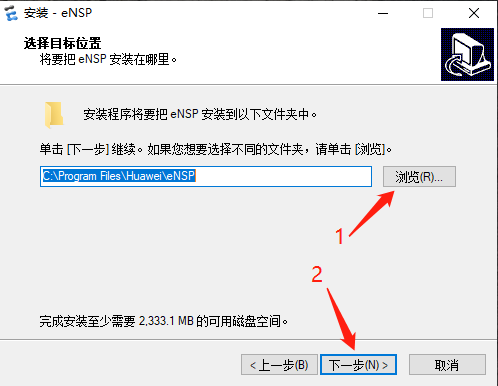 安装 - eNSP
选择目标位置
将要把 eNSP 安装在哪里。
安装程序将要把 eNSP 安装到以下文件夹中。
单击 [下一步] 继续。如果您想要选择不同的文件夹，请单击 [浏览]。
C:\Program Files\Huawei\eNSP
浏览(R)...
1
2
完成安装至少需要 2,333.1 MB 的可用磁盘空间。
< 上一步(B)
下一步(N) >
取消